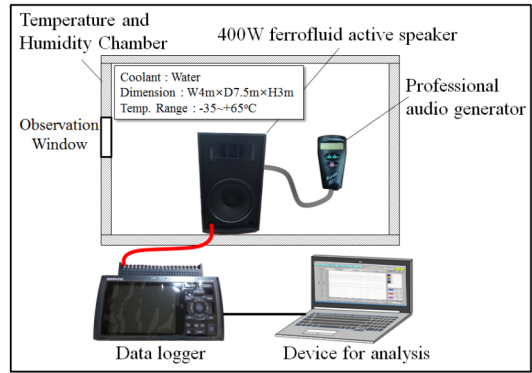 Temperature and
Humidity Chamber
400W ferrofluid active speaker
Coolant : Water
Dimension : W4m×D7.5m×H3m
Temp. Range : -35~+65°C
Professional
audio generator
Observation
Window
Data logger
Device for analysis